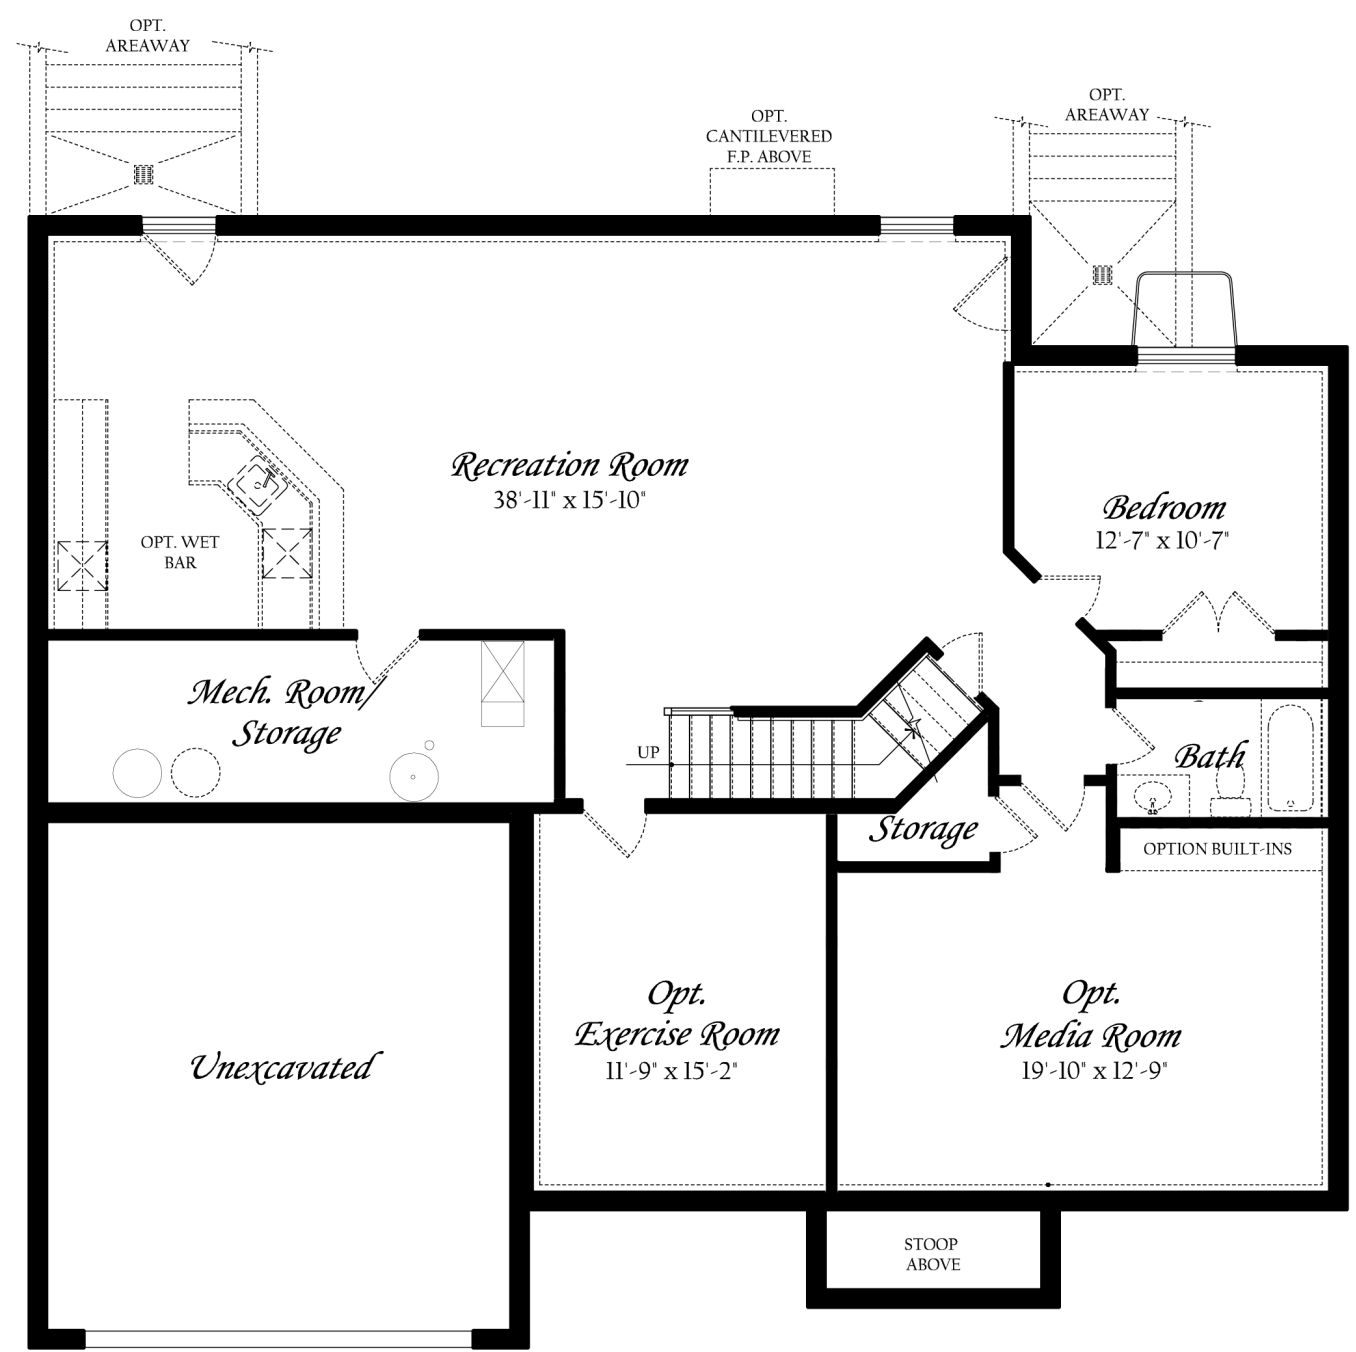 OPT.
AREAWAY
OPT.
AREAWAY
OPT.
CANTILEVERED
F.P. ABOVE
Recreation Room
38'-11" x 15'-10"
Bedroom
12'-7" x 10'-7"
OPT. WET
BAR
Mech. Room/
Storage
UP
Bath
Storage
OPTION BUILT-INS
Opt.
Exercise Room
11'-9" x 15'-2"
Opt.
Media Room
19'-10" x 12'-9"
Unexcavated
STOOP
ABOVE